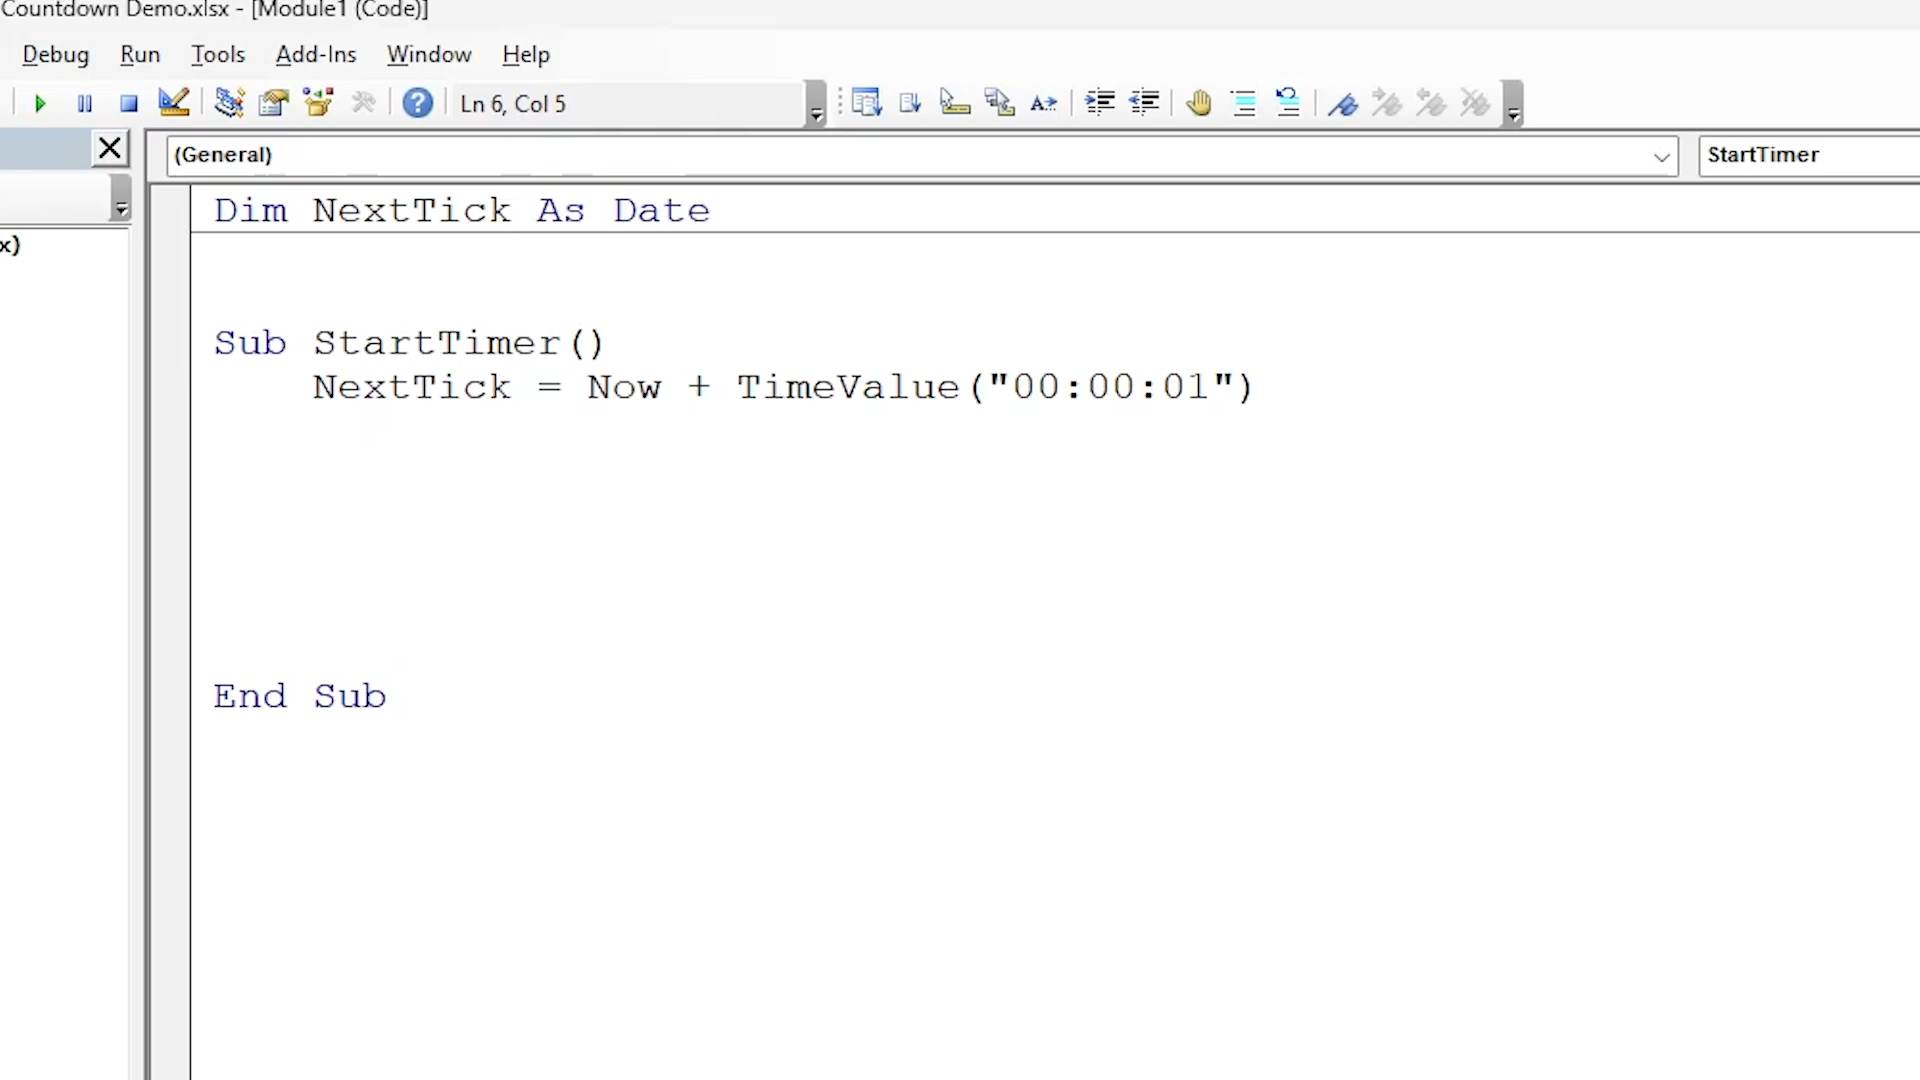 Countdown Demo.xlsx - [Module1 (Code)]
Debug Run Tools Add-Ins Window Help
Ln 6, Col 5
(General)
StartTimer
Dim NextTick As Date
x)
Sub StartTimer()
NextTick = Now + TimeValue("00:00:01")
End Sub